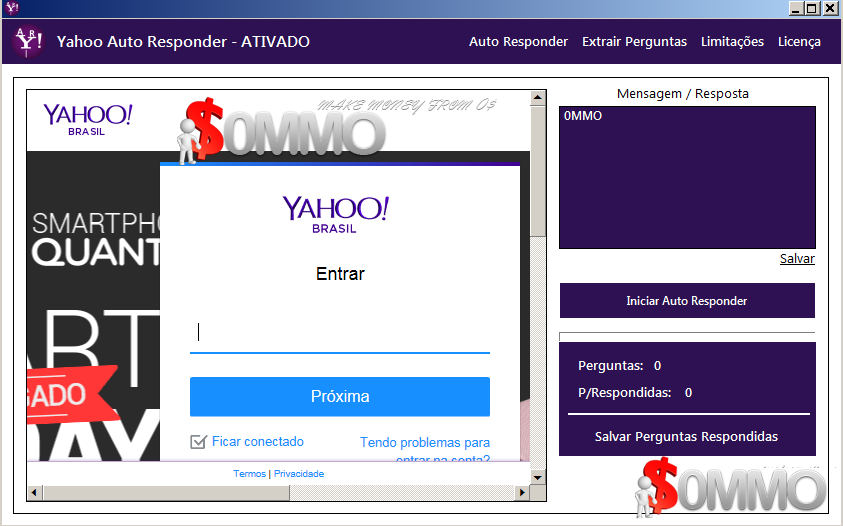 A.R.
Y!
Yahoo Auto Responder - ATIVADO
Auto Responder
Extrair Perguntas
Limitações
Licença
YAHOO!
BRASIL
MAKE MONEY FROM 0$
$0MMO
SMARTPHO
QUANT
ART
GADO
DAY
YAHOO!
BRASIL
Entrar
Próxima
Ficar conectado
Tendo problemas para
entrar na conta?
Termos | Privacidade
Mensagem / Resposta
0MMO
Salvar
Iniciar Auto Responder
Perguntas: 0
P/Respondidas: 0
Salvar Perguntas Respondidas
$0MMO